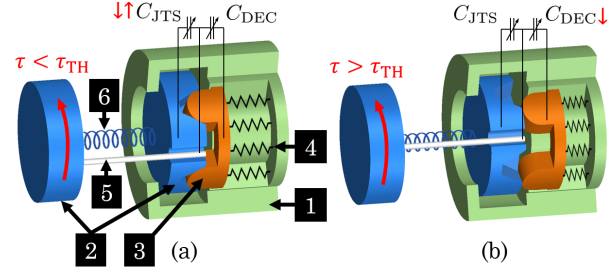 ↓↑ C_JTS C_DEC
τ < τ_TH
6
5
4
2
3
1
(a)
C_JTS C_DEC ↓
τ > τ_TH
(b)